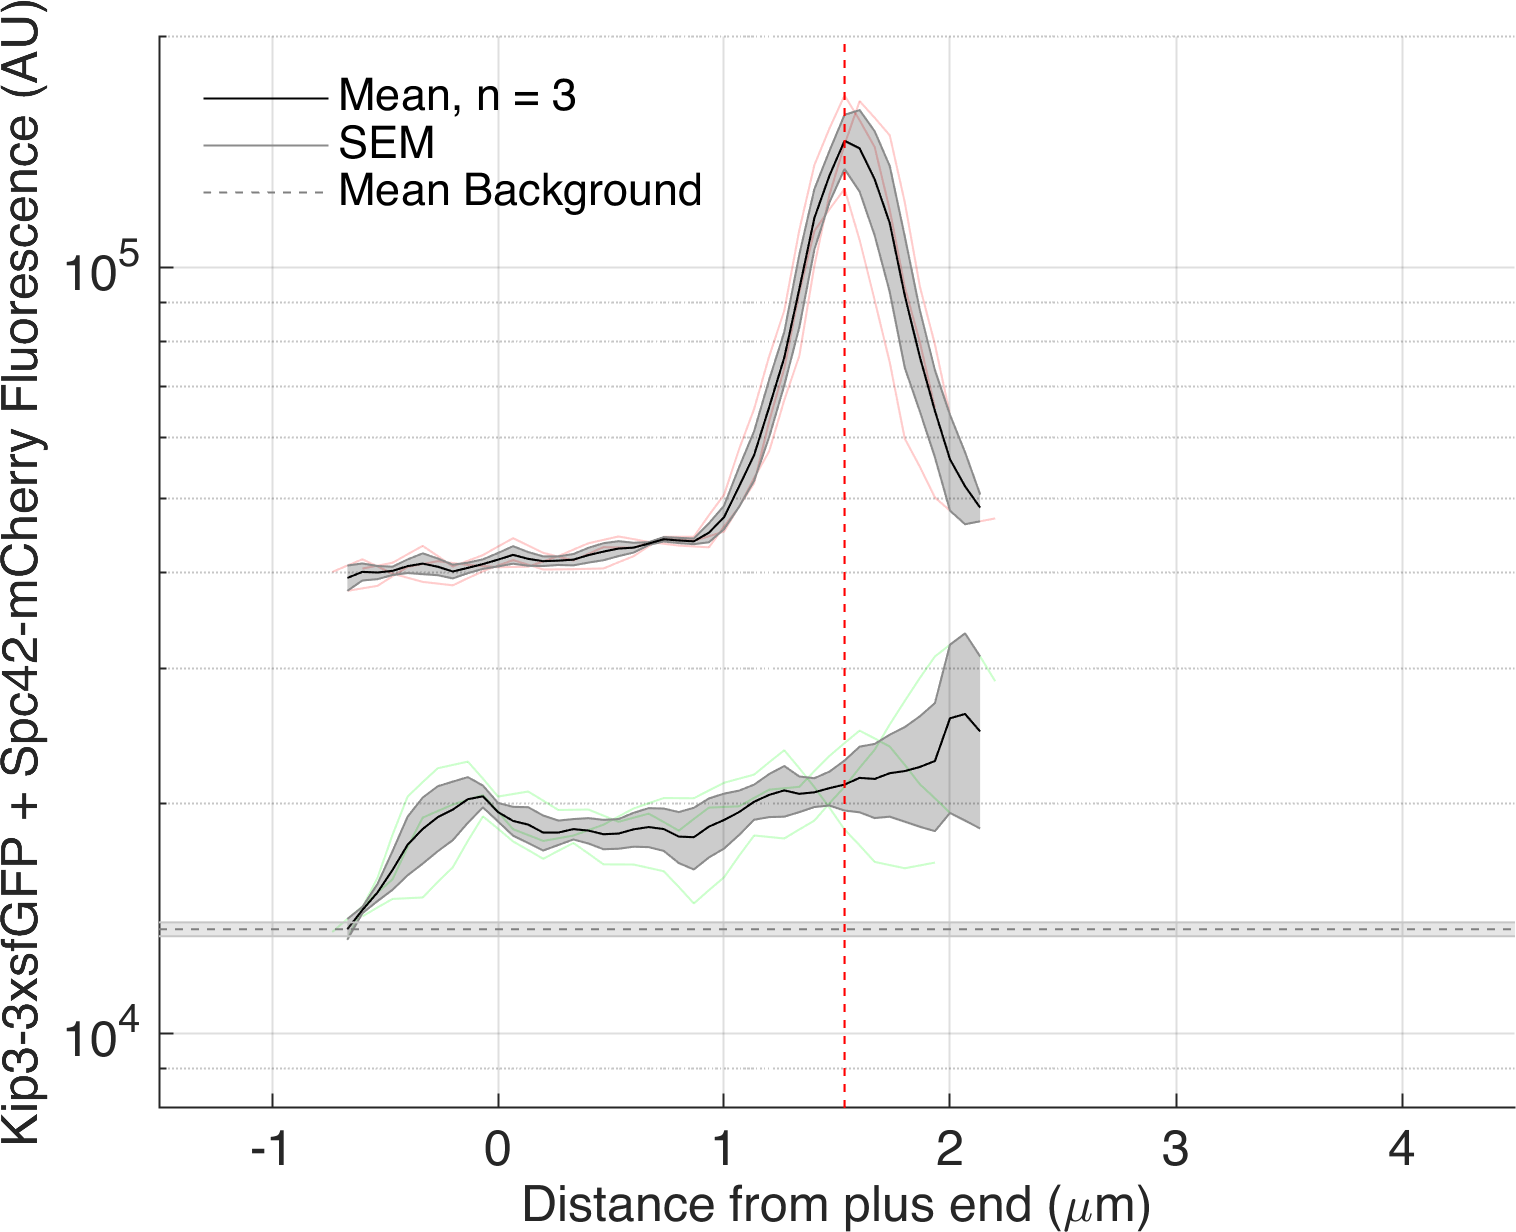 Kip3-3xsfGFP + Spc42-mCherry Fluorescence (AU)
Mean, n = 3
SEM
Mean Background
10^5
10^4
-1 0 1 2 3 4
Distance from plus end (μm)